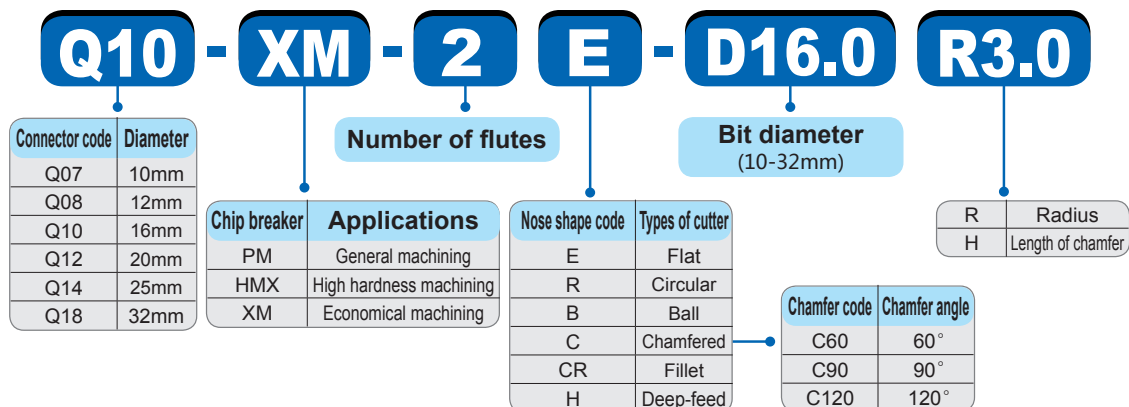 Q10 - XM - 2 E - D16.0 R3.0
Connector code Diameter
Q07 10mm
Q08 12mm
Q10 16mm
Q12 20mm
Q14 25mm
Q18 32mm
Number of flutes
Bit diameter
(10-32mm)
Chip breaker Applications
PM General machining
HMX High hardness machining
XM Economical machining
Nose shape code Types of cutter
E Flat
R Circular
B Ball
C Chamfered
CR Fillet
H Deep-feed
R Radius
H Length of chamfer
Chamfer code Chamfer angle
C60 60°
C90 90°
C120 120°